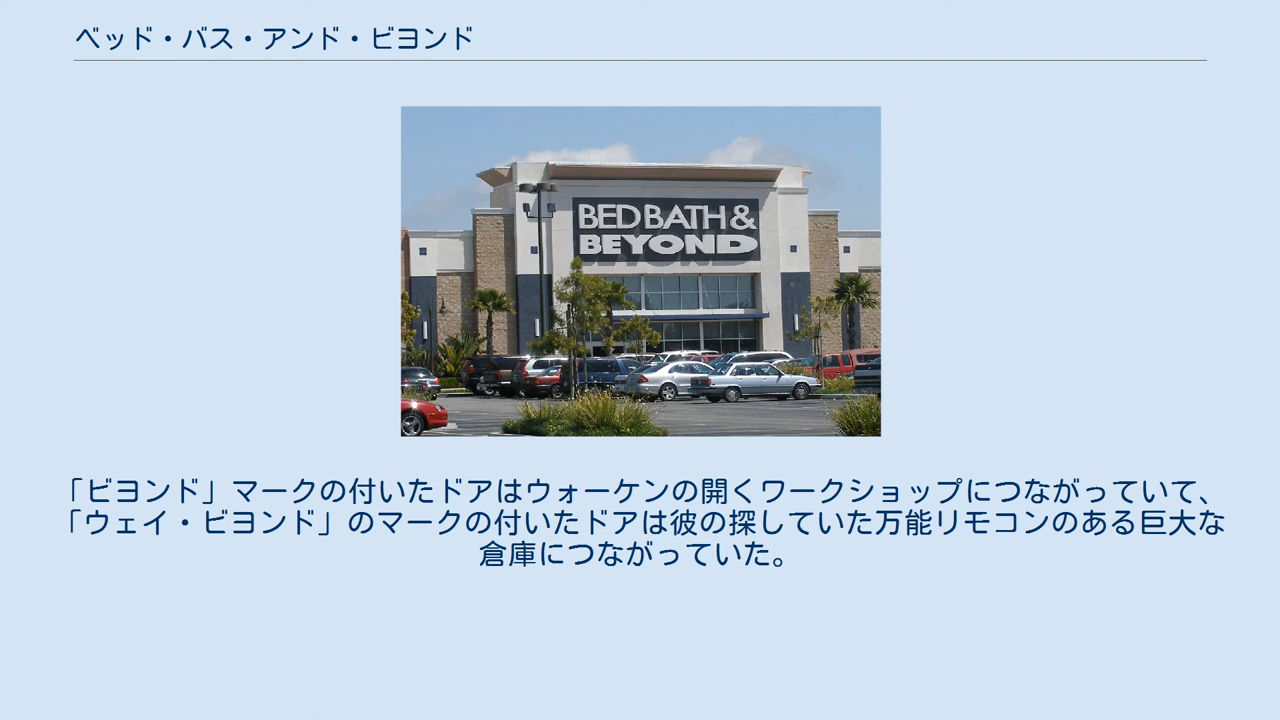 ベッド・バス・アンド・ビヨンド
BED BATH &
BEYOND
「ビヨンド」マークの付いたドアはウォーケンの開くワークショップにつながっていて、
「ウェイ・ビヨンド」のマークの付いたドアは彼の探していた万能リモコンのある巨大な
倉庫につながっていた。